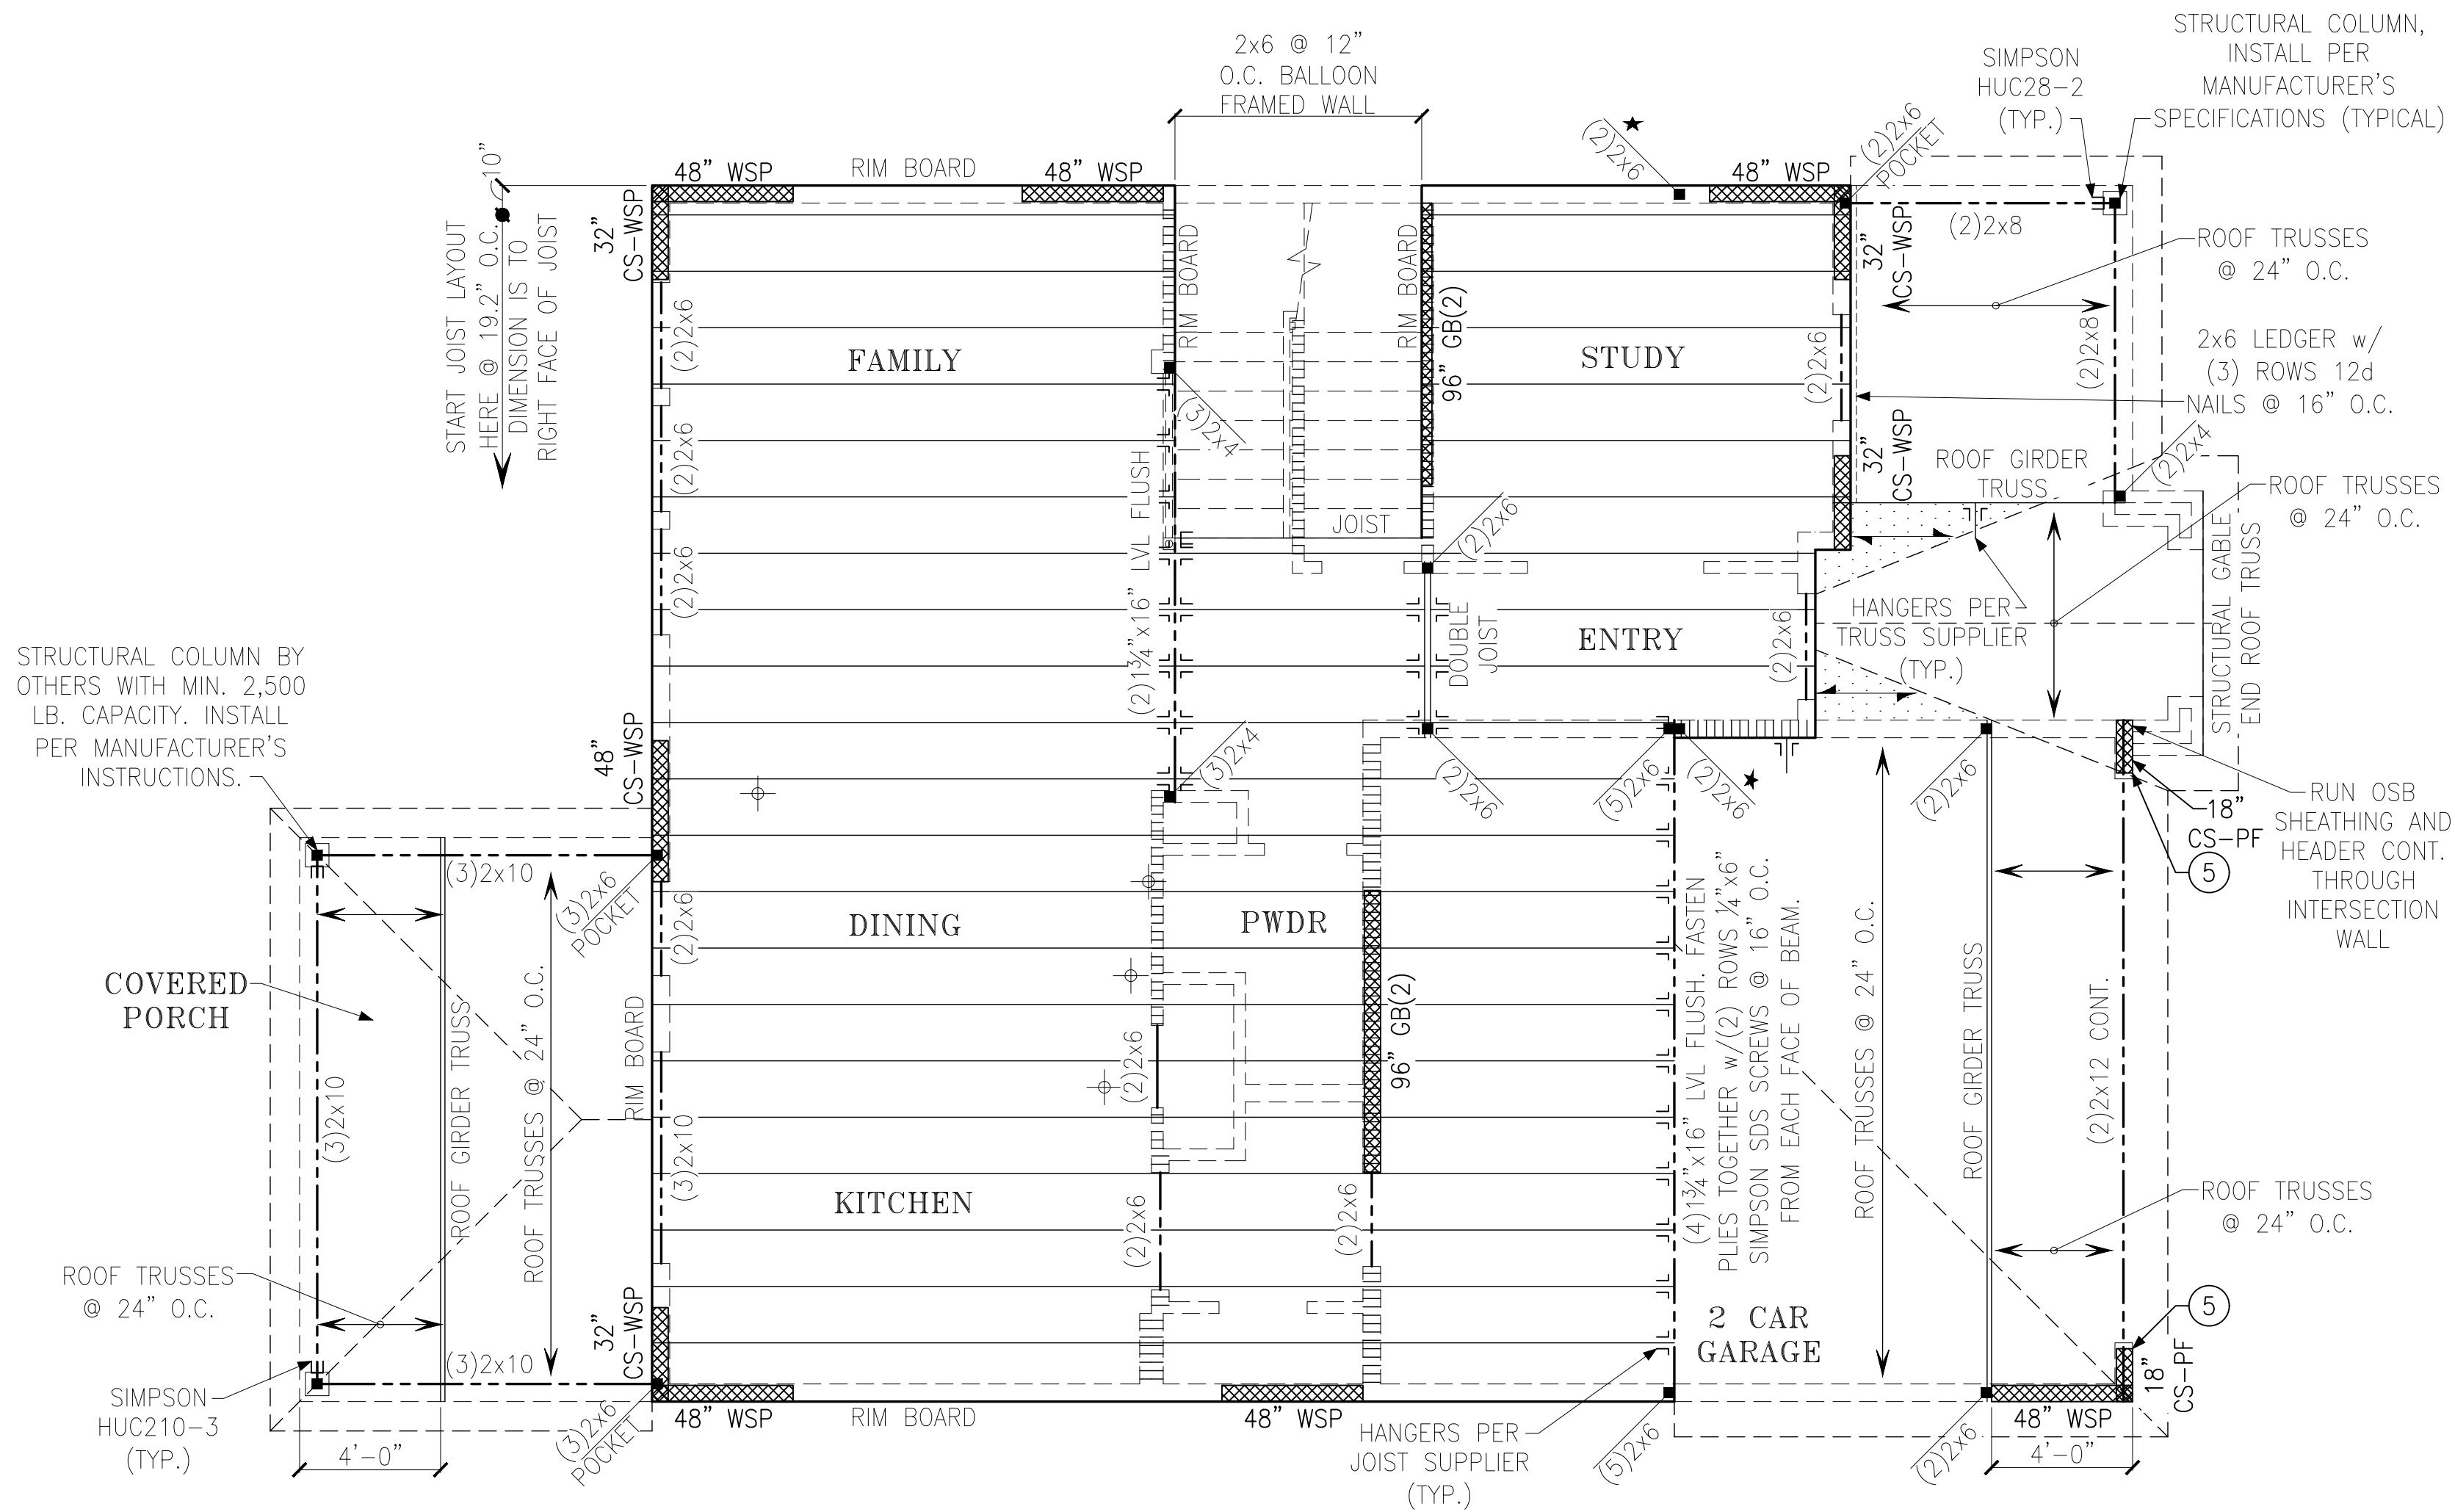 2x6 @ 12"
O.C. BALLOON
FRAMED WALL
SIMPSON
HUC28-2
(TYP.)
STRUCTURAL COLUMN,
INSTALL PER
MANUFACTURER'S
SPECIFICATIONS (TYPICAL)
10"
START JOIST LAYOUT
HERE @ 19.2" O.C.
DIMENSION IS TO
RIGHT FACE OF JOIST
48" WSP
RIM BOARD
48" WSP
(2)2x6
★
48" WSP
(2)2x6
POCKET
32"
CS-WSP
RIM BOARD
RIM BOARD
96" GB(2)
32"
CS-WSP
(2)2x8
ROOF TRUSSES
@ 24" O.C.
(2)2x8
2x6 LEDGER w/
(3) ROWS 12d
NAILS @ 16" O.C.
(2)2x6
FAMILY
STUDY
(2)2x6
(3)2x4
32"
CS-WSP
(2)2x4
(2)2x6
LVL FLUSH
(2)1¾"x16"
JOIST
(2)2x6
ROOF GIRDER
TRUSS
ROOF TRUSSES
@ 24" O.C.
(2)2x6
DOUBLE
JOIST
ENTRY
(2)2x6
HANGERS PER
TRUSS SUPPLIER
(TYP.)
STRUCTURAL GABLE
END ROOF TRUSS
STRUCTURAL COLUMN BY
OTHERS WITH MIN. 2,500
LB. CAPACITY. INSTALL
PER MANUFACTURER'S
INSTRUCTIONS.
48"
CS-WSP
(3)2x4
(2)2x6
(5)2x6
(2)2x6
★
(2)2x6
18"
CS-PF
5
RUN OSB
SHEATHING AND
HEADER CONT.
THROUGH
INTERSECTION
WALL
(3)2x10
(3)2x6
POCKET
(2)2x6
DINING
PWDR
COVERED
PORCH
(3)2x10
ROOF GIRDER TRUSS
ROOF TRUSSES @ 24" O.C.
RIM BOARD
(3)2x10
(2)2x6
96" GB(2)
(4)1¾"x16" LVL FLUSH. FASTEN
PLIES TOGETHER w/(2) ROWS ¼"x6"
SIMPSON SDS SCREWS @ 16" O.C.
FROM EACH FACE OF BEAM.
ROOF TRUSSES @ 24" O.C.
ROOF GIRDER TRUSS
(2)2x12 CONT.
KITCHEN
(2)2x6
(2)2x6
ROOF TRUSSES
@ 24" O.C.
ROOF TRUSSES
@ 24" O.C.
2 CAR
GARAGE
5
32"
CS-WSP
(3)2x10
18"
CS-PF
SIMPSON
HUC210-3
(TYP.)
4'-0"
(3)2x6
POCKET
48" WSP
RIM BOARD
48" WSP
HANGERS PER
JOIST SUPPLIER
(TYP.)
(5)2x6
(2)2x6
48" WSP
4'-0"